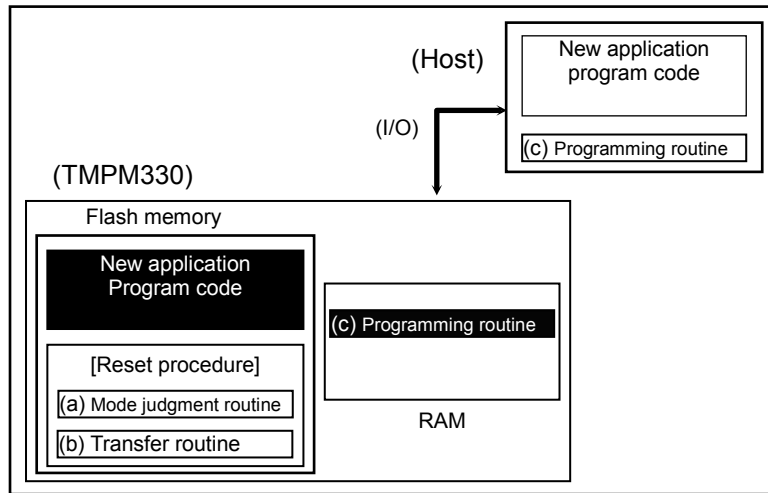 (Host)
New application
program code
(c) Programming routine
(I/O)
(TMPM330)
Flash memory
New application
Program code
[Reset procedure]
(a) Mode judgment routine
(b) Transfer routine
(c) Programming routine
RAM